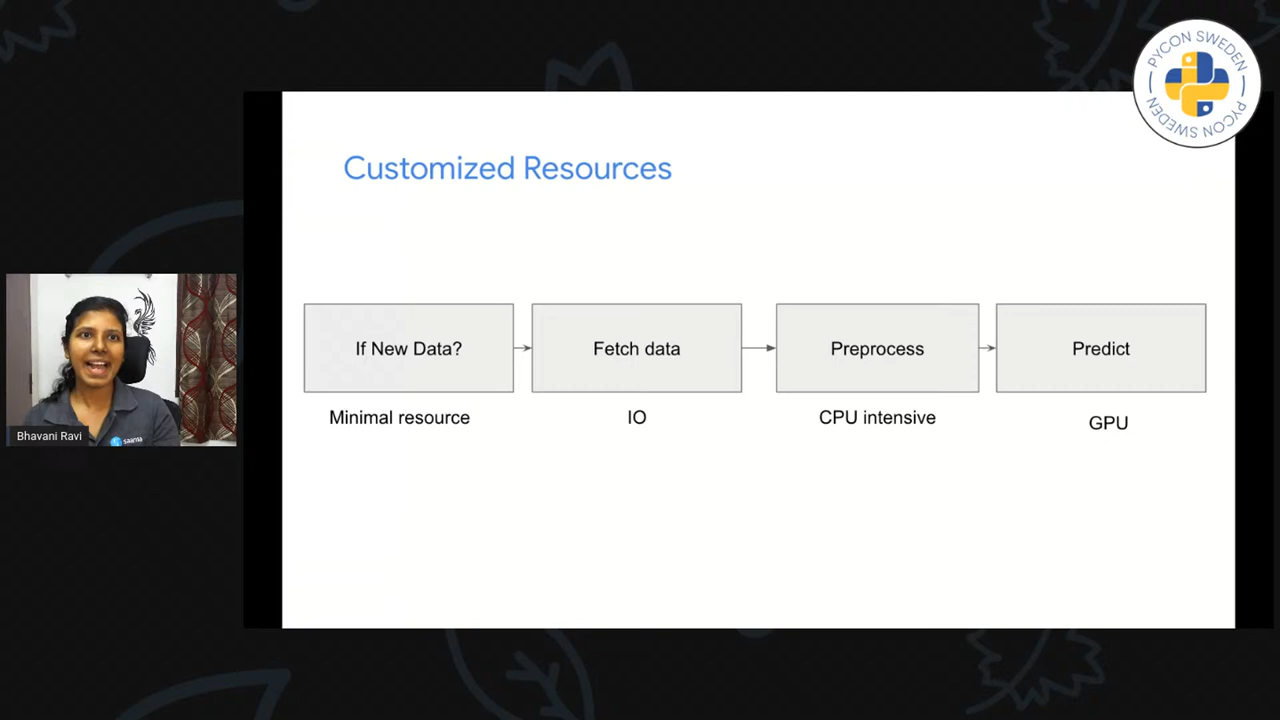 PYCON SWEDEN
PYCON SWEDEN
Customized Resources
If New Data?
Fetch data
Preprocess
Predict
Minimal resource
IO
CPU intensive
GPU
saama
Bhavani Ravi